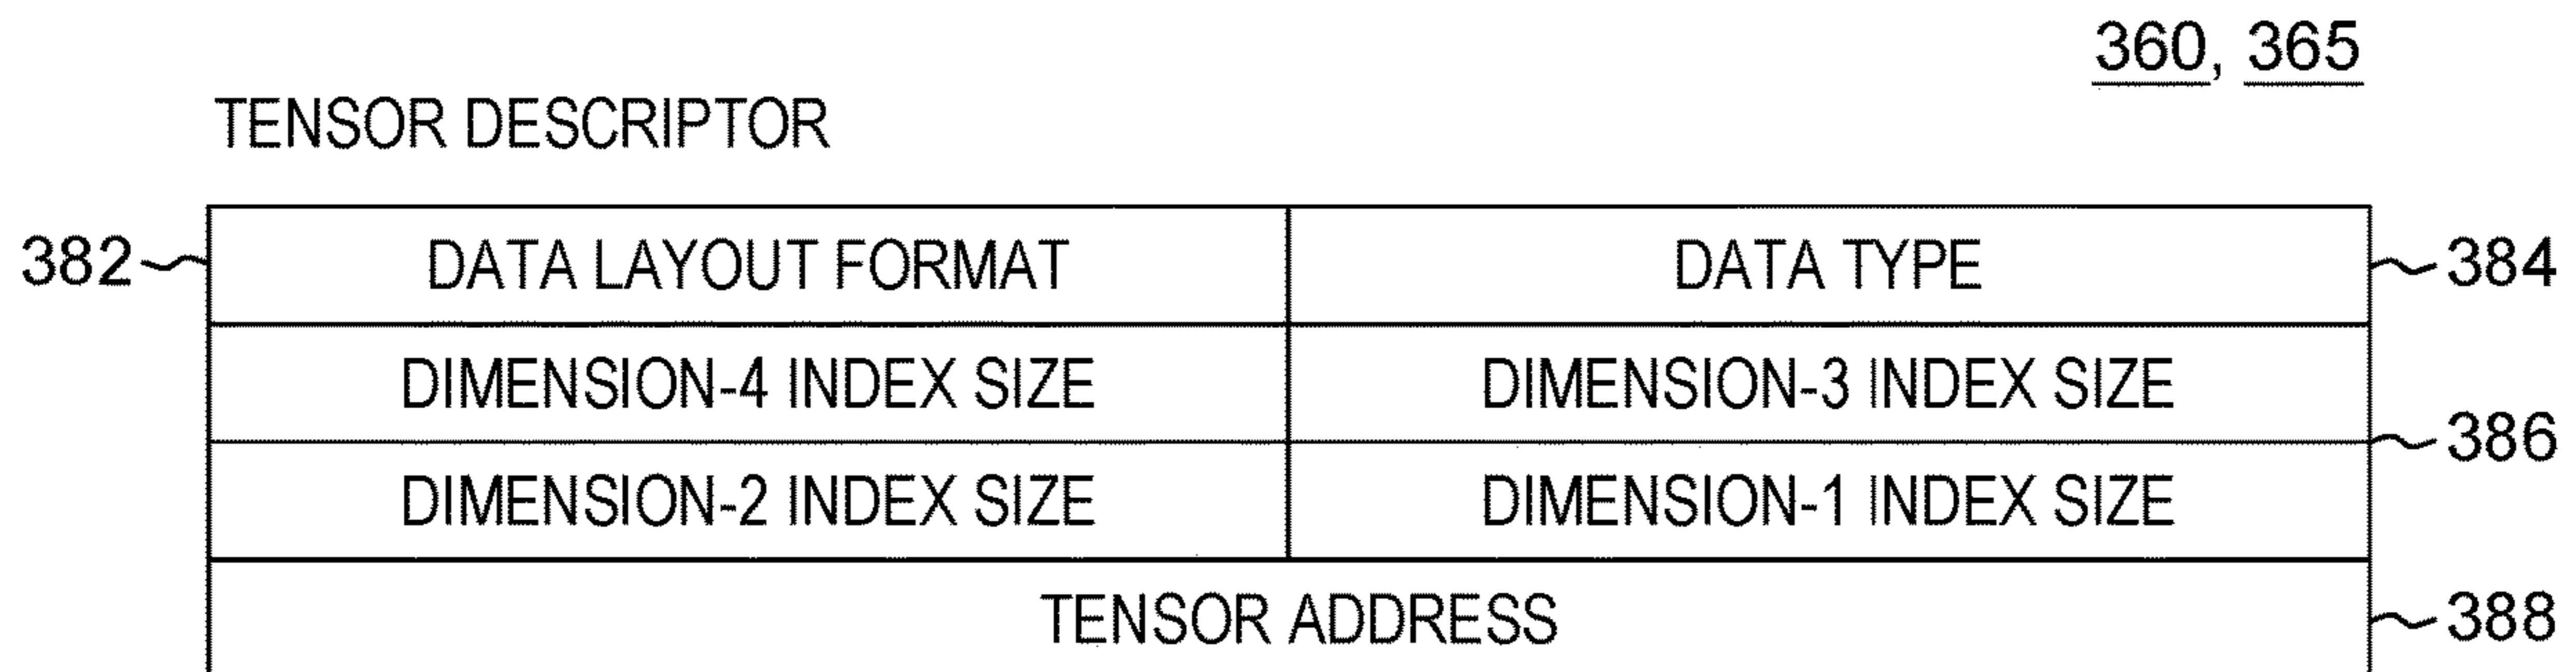 360, 365
TENSOR DESCRIPTOR
382 DATA LAYOUT FORMAT DATA TYPE 384
DIMENSION-4 INDEX SIZE DIMENSION-3 INDEX SIZE
386
DIMENSION-2 INDEX SIZE DIMENSION-1 INDEX SIZE
TENSOR ADDRESS 388